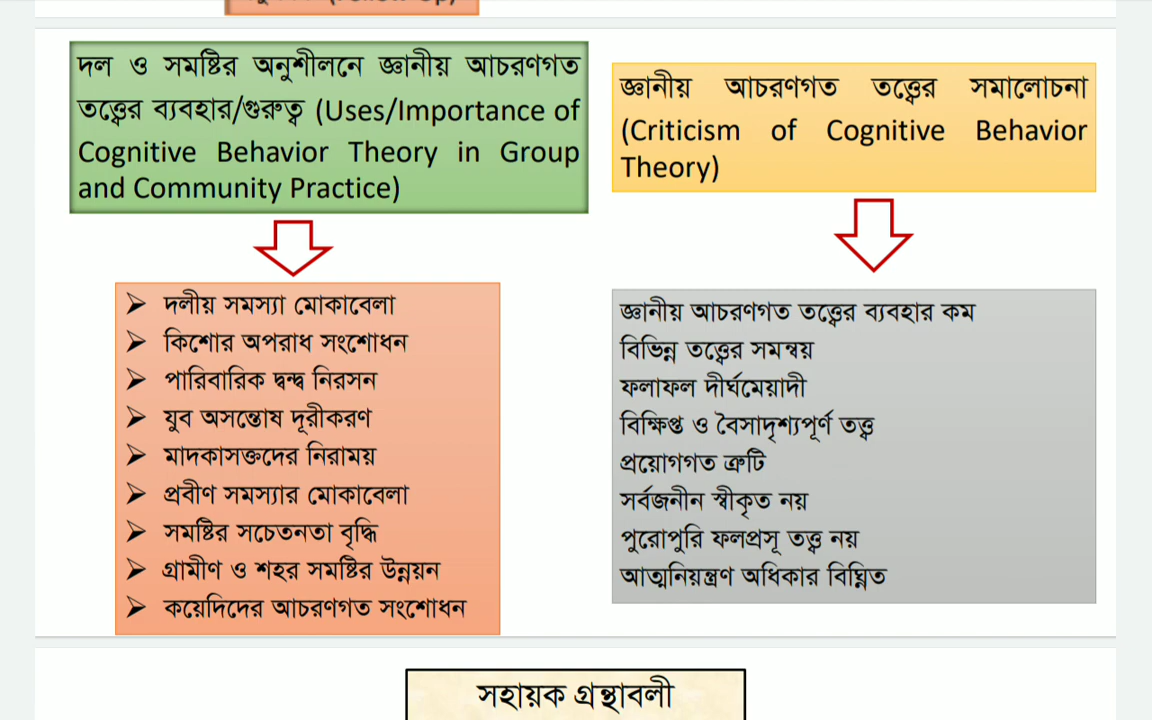 দল ও সমষ্টির অনুশীলনে জ্ঞানীয় আচরণগত
তত্ত্বের ব্যবহার/গুরুত্ব (Uses/Importance of
Cognitive Behavior Theory in Group
and Community Practice)
দলীয় সমস্যা মোকাবেলা
কিশোর অপরাধ সংশোধন
পারিবারিক দ্বন্দ্ব নিরসন
যুব অসন্তোষ দূরীকরণ
মাদকাসক্তদের নিরাময়
প্রবীণ সমস্যার মোকাবেলা
সমষ্টির সচেতনতা বৃদ্ধি
গ্রামীণ ও শহর সমষ্টির উন্নয়ন
কয়েদিদের আচরণগত সংশোধন
জ্ঞানীয় আচরণগত তত্ত্বের সমালোচনা
(Criticism of Cognitive Behavior
Theory)
জ্ঞানীয় আচরণগত তত্ত্বের ব্যবহার কম
বিভিন্ন তত্ত্বের সমন্বয়
ফলাফল দীর্ঘমেয়াদী
বিক্ষিপ্ত ও বৈসাদৃশ্যপূর্ণ তত্ত্ব
প্রয়োগগত ত্রুটি
সর্বজনীন স্বীকৃত নয়
পুরোপুরি ফলপ্রসূ তত্ত্ব নয়
আত্মনিয়ন্ত্রণ অধিকার বিঘ্নিত
সহায়ক গ্রন্থাবলী